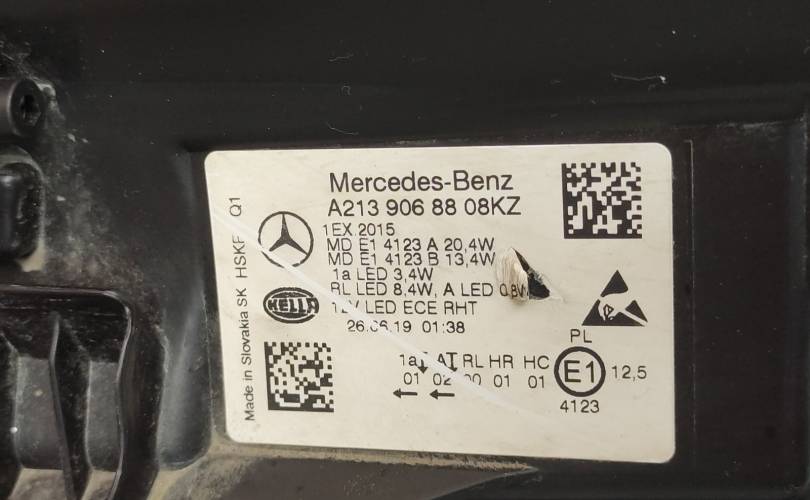 Mercedes-Benz
A213 906 88 08KZ
1EX 2015
MD E1 4123 A 20,4W
MD E1 4123 B 13,4W
1a LED 3,4W
RL LED 8,4W, A LED 0,8W
12V LED ECE RHT
26.06.19 01:38
HELLA
Made in Slovakia SK HSKF Q1
PL
1a A RL HR HC
01 02 00 01 01
E1
12,5
4123